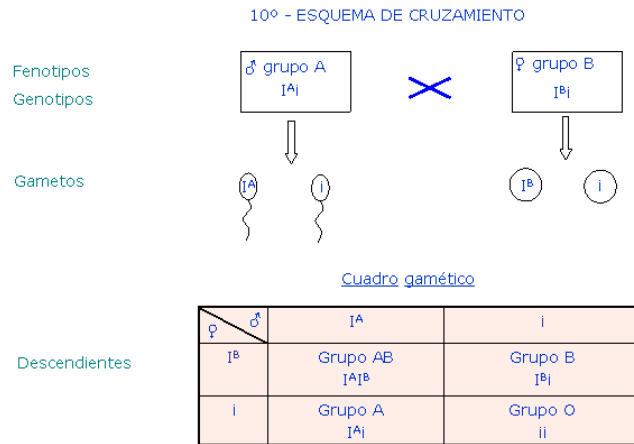 10º - ESQUEMA DE CRUZAMIENTO
Fenotipos
Genotipos
♂ grupo A
Iᴬi
♀ grupo B
Iᴮi
Gametos
Iᴬ
i
Iᴮ
i
Cuadro gamético
♀ ♂ Iᴬ i
Descendientes
Iᴮ Grupo AB Grupo B
IᴬIᴮ Iᴮi
i Grupo A Grupo O
Iᴬi ii